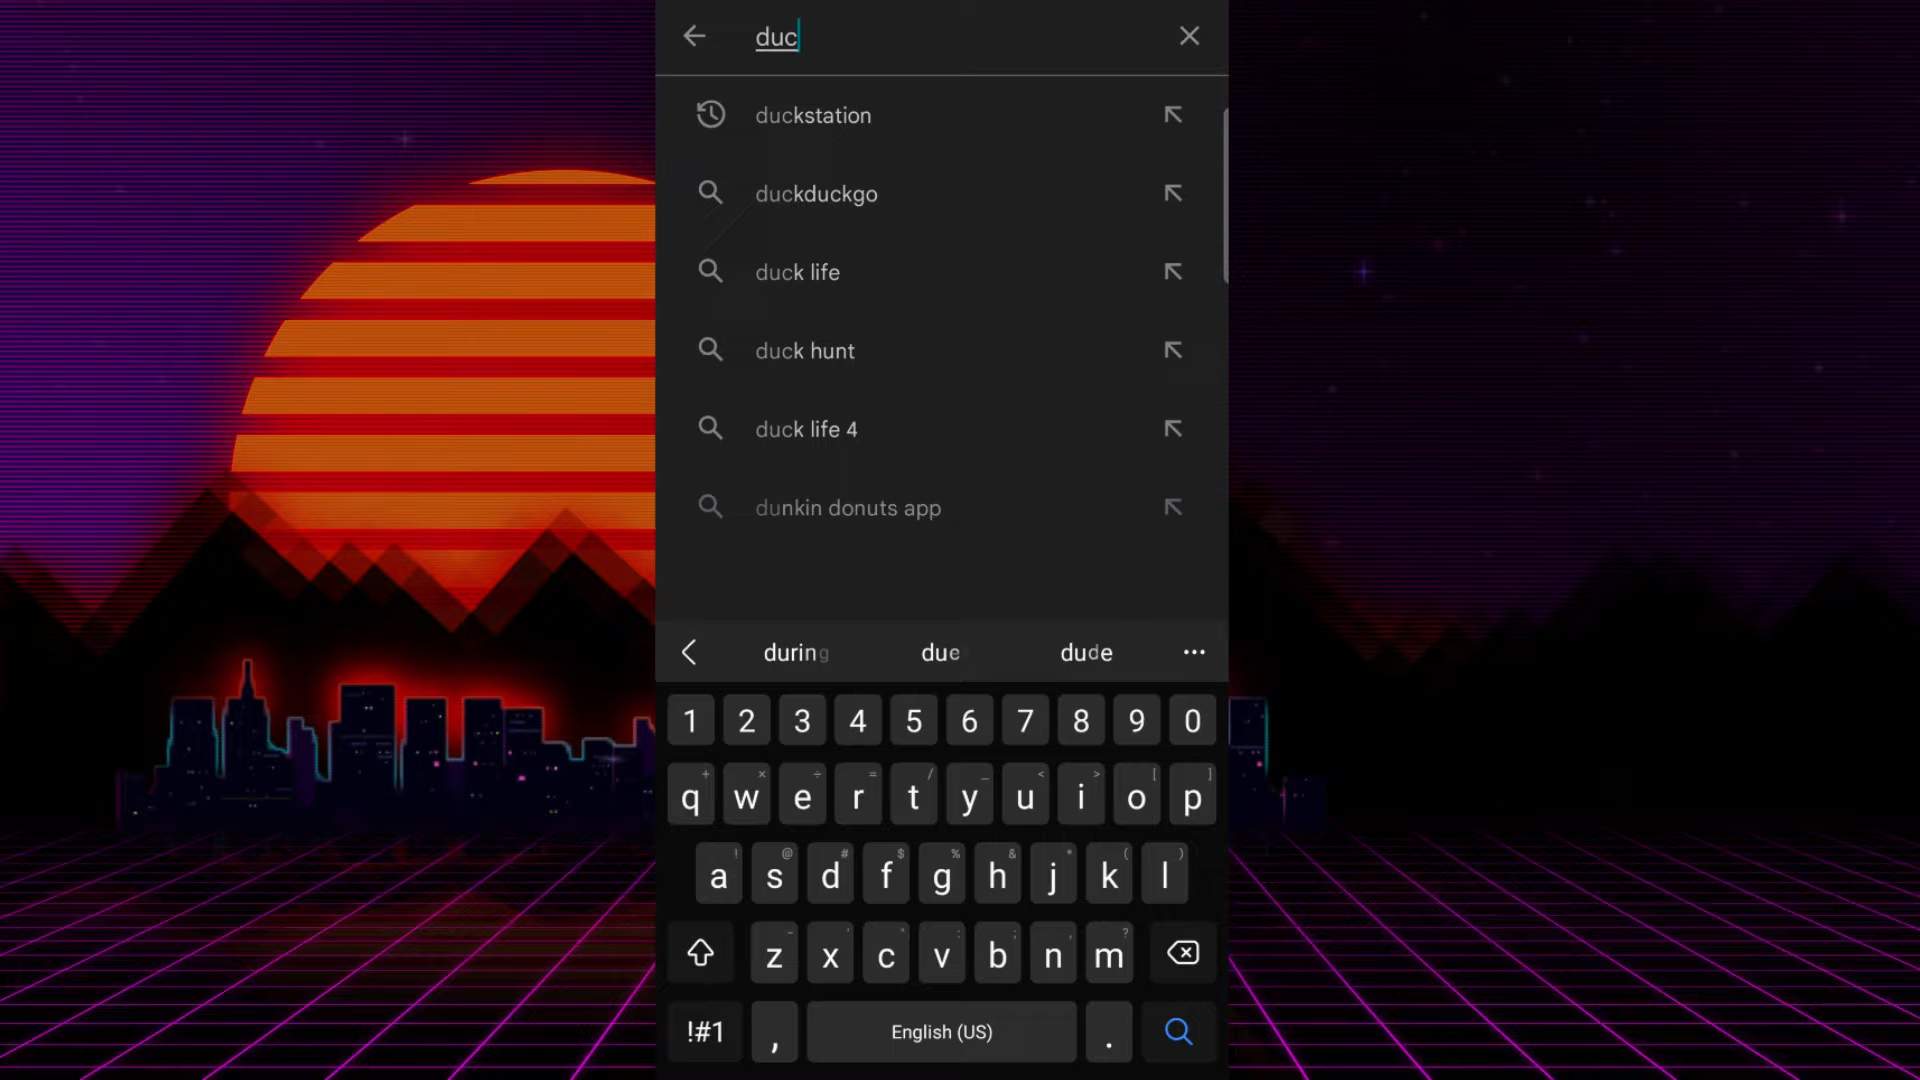 duc
duckstation
duckduckgo
duck life
duck hunt
duck life 4
dunkin donuts app
during due dude ...
1 2 3 4 5 6 7 8 9 0
+ × ÷ = / _ < > [ ]
q w e r t y u i o p
! @ # $ % & * ( )
a s d f g h j k l
- ' " : ; , ?
z x c v b n m
!#1 , English (US) .